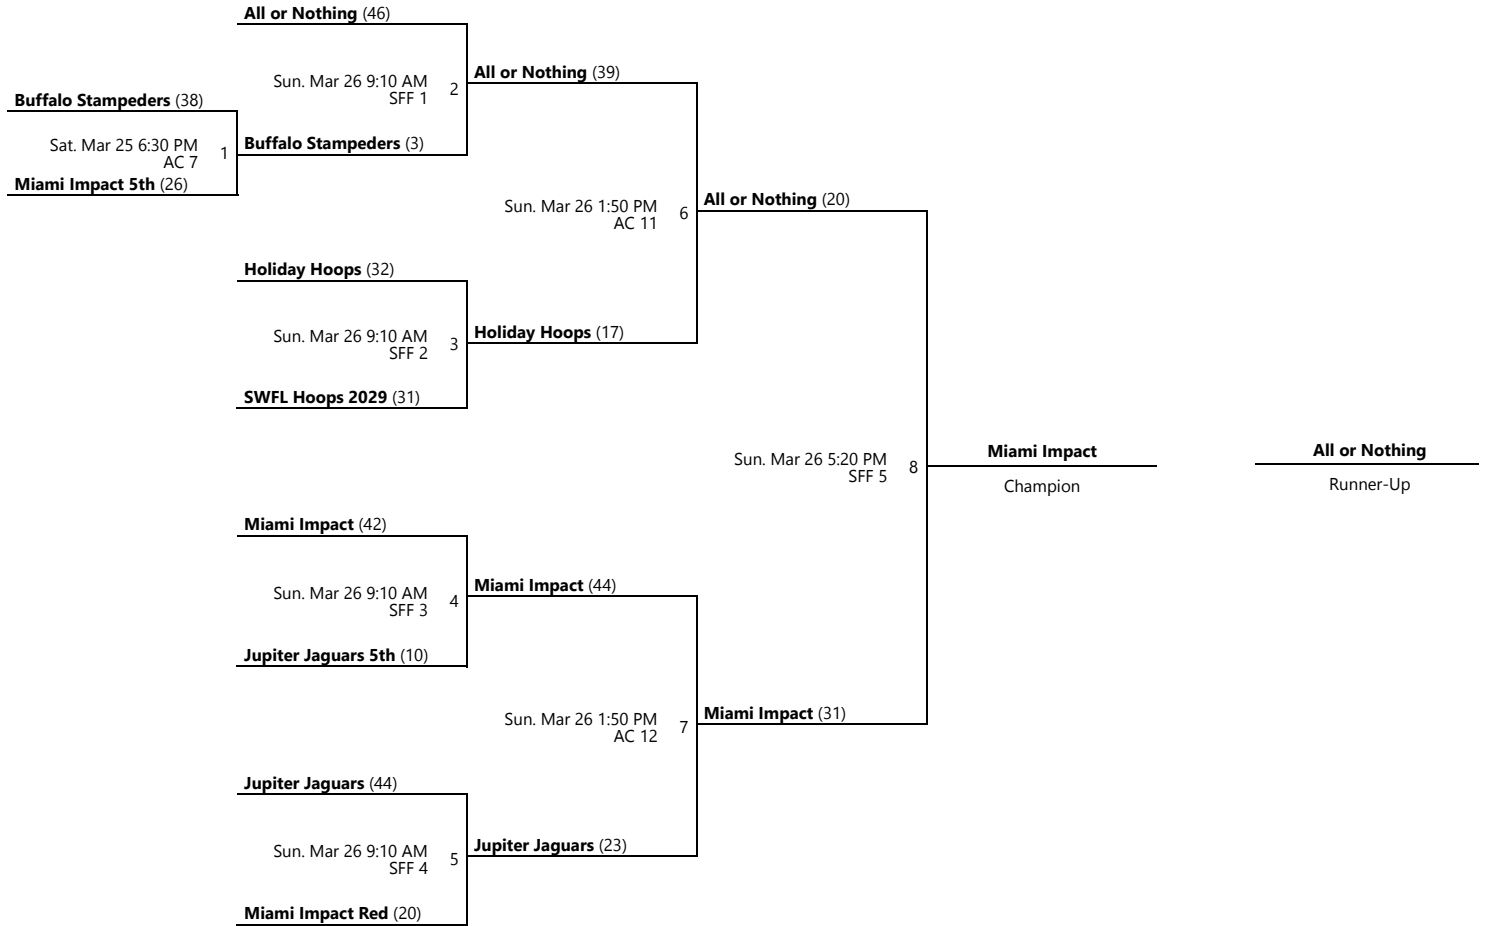 All or Nothing (46)
Sun. Mar 26 9:10 AM
SFF 1
2
All or Nothing (39)
Buffalo Stampeders (38)
Sat. Mar 25 6:30 PM
AC 7
1
Buffalo Stampeders (3)
Miami Impact 5th (26)
Sun. Mar 26 1:50 PM
AC 11
6
All or Nothing (20)
Holiday Hoops (32)
Sun. Mar 26 9:10 AM
SFF 2
3
Holiday Hoops (17)
SWFL Hoops 2029 (31)
Sun. Mar 26 5:20 PM
SFF 5
8
Miami Impact
Champion
All or Nothing
Runner-Up
Miami Impact (42)
Sun. Mar 26 9:10 AM
SFF 3
4
Miami Impact (44)
Jupiter Jaguars 5th (10)
Sun. Mar 26 1:50 PM
AC 12
7
Miami Impact (31)
Jupiter Jaguars (44)
Sun. Mar 26 9:10 AM
SFF 4
5
Jupiter Jaguars (23)
Miami Impact Red (20)